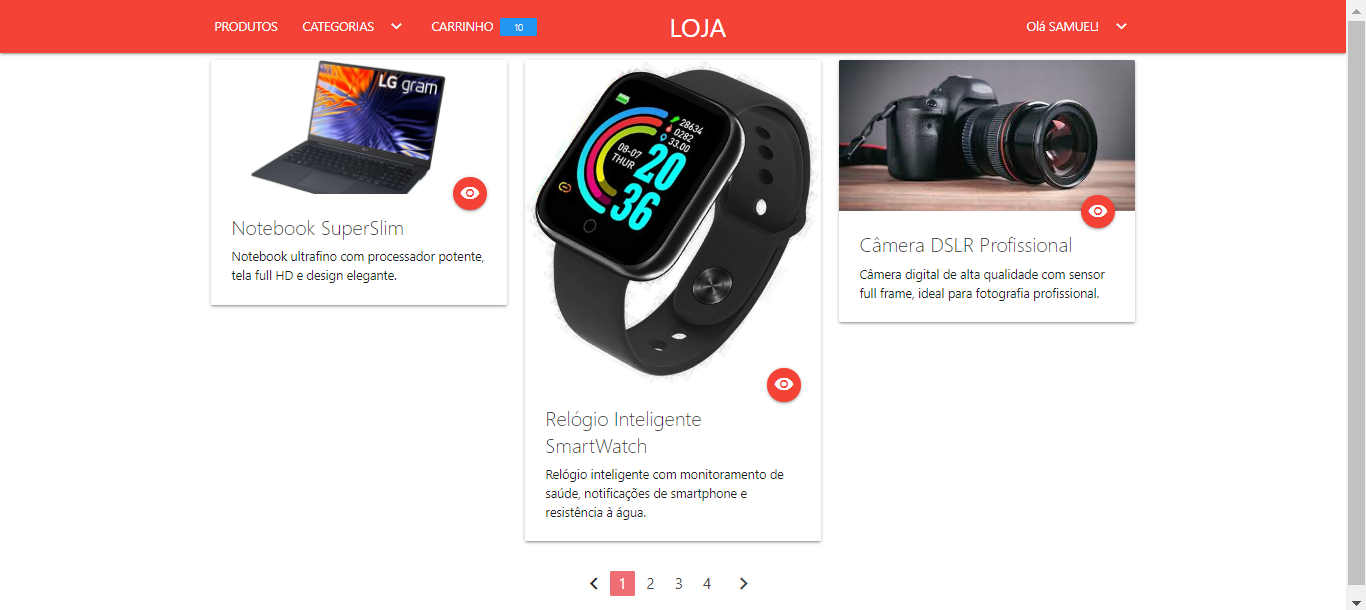 PRODUTOS CATEGORIAS CARRINHO 10 LOJA Olá SAMUEL!
LG gram
Notebook SuperSlim
Notebook ultrafino com processador potente,
tela full HD e design elegante.
28634
0282
33.00
08-07
THUR
20
36
Relógio Inteligente
SmartWatch
Relógio inteligente com monitoramento de
saúde, notificações de smartphone e
resistência à água.
Câmera DSLR Profissional
Câmera digital de alta qualidade com sensor
full frame, ideal para fotografia profissional.
1 2 3 4